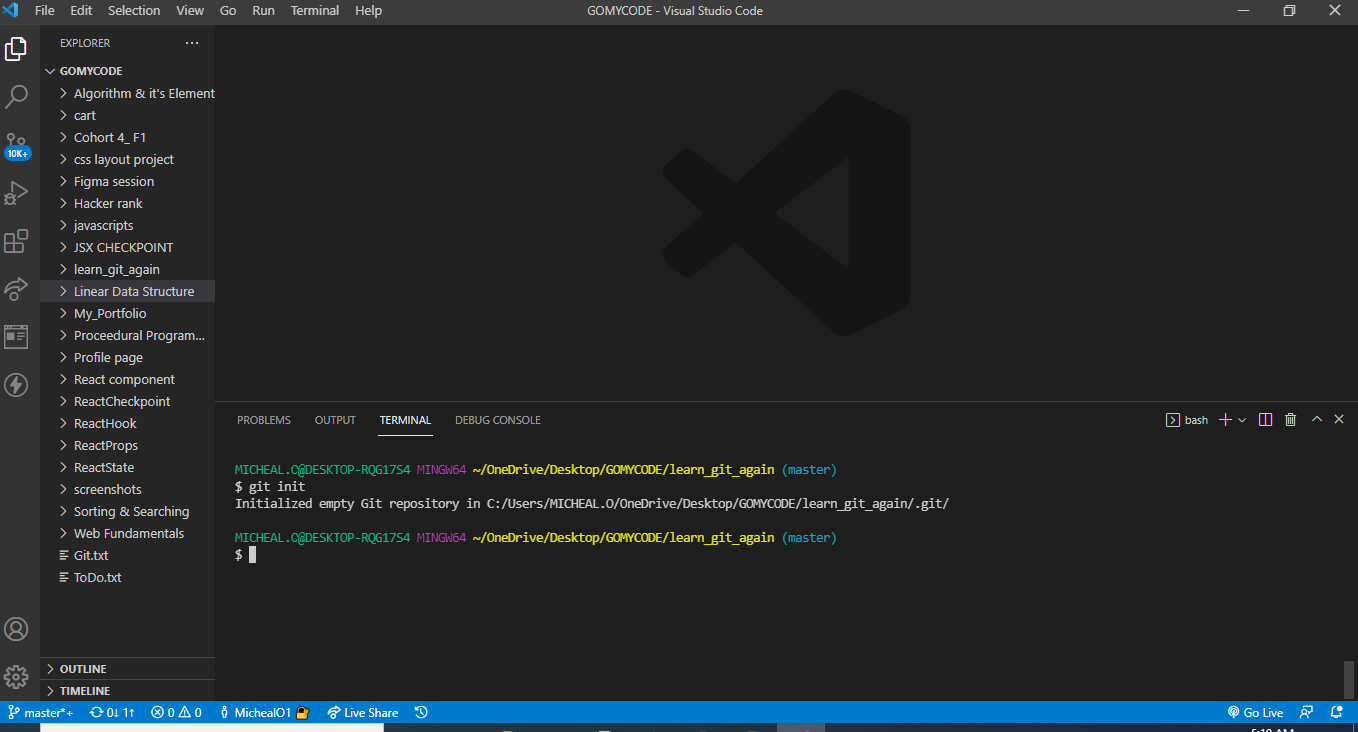 File Edit Selection View Go Run Terminal Help GOMYCODE - Visual Studio Code
EXPLORER
GOMYCODE
Algorithm & it's Element
cart
Cohort 4_ F1
css layout project
Figma session
Hacker rank
javascripts
JSX CHECKPOINT
learn_git_again
Linear Data Structure
My_Portfolio
Proceedural Program...
Profile page
React component
ReactCheckpoint
ReactHook
ReactProps
ReactState
screenshots
Sorting & Searching
Web Fundamentals
Git.txt
ToDo.txt
OUTLINE
TIMELINE
10K+
PROBLEMS OUTPUT TERMINAL DEBUG CONSOLE bash
MICHEAL.O@DESKTOP-RQG17S4 MINGW64 ~/OneDrive/Desktop/GOMYCODE/learn_git_again (master)
$ git init
Initialized empty Git repository in C:/Users/MICHEAL.O/OneDrive/Desktop/GOMYCODE/learn_git_again/.git/
MICHEAL.O@DESKTOP-RQG17S4 MINGW64 ~/OneDrive/Desktop/GOMYCODE/learn_git_again (master)
$
master*+ 0↓ 1↑ 0 0 MichealO1 Live Share Go Live